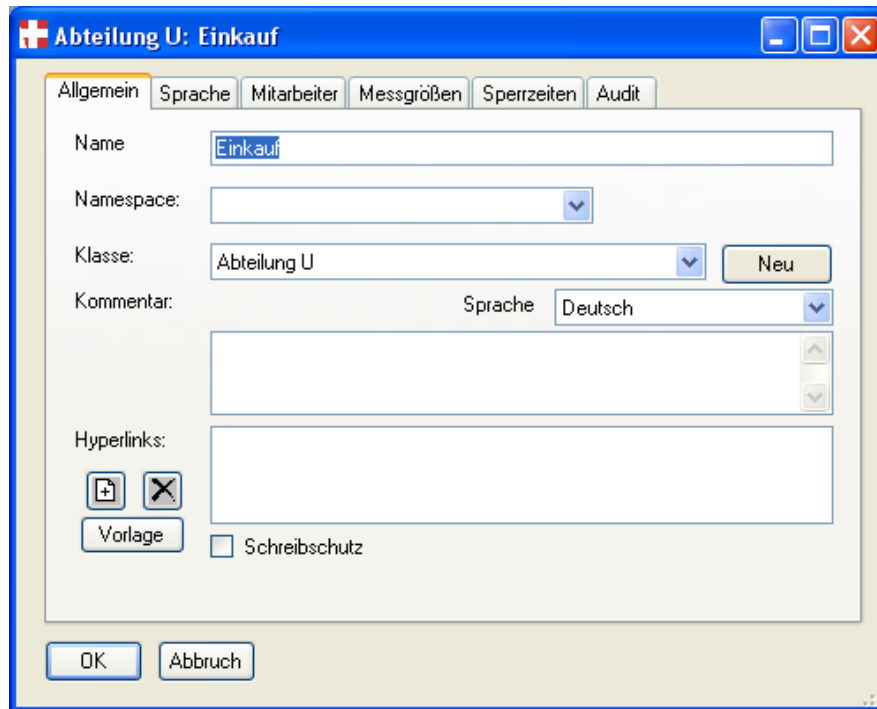 Abteilung U: Einkauf
Allgemein Sprache Mitarbeiter Messgrößen Sperrzeiten Audit
Name Einkauf
Namespace:
Klasse: Abteilung U Neu
Kommentar: Sprache Deutsch
Hyperlinks:
Vorlage
Schreibschutz
OK Abbruch